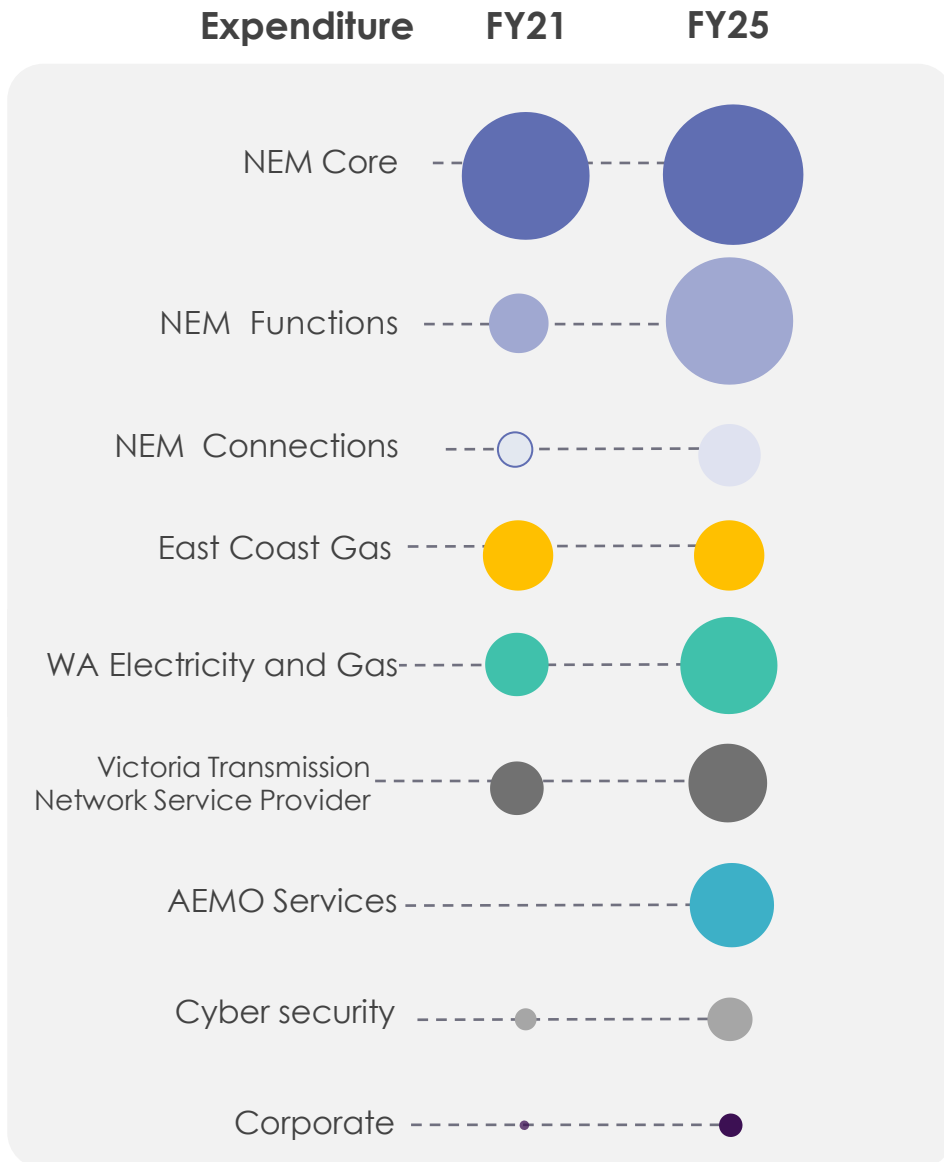 Expenditure FY21 FY25
NEM Core
NEM Functions
NEM Connections
East Coast Gas
WA Electricity and Gas
Victoria Transmission
Network Service Provider
AEMO Services
Cyber security
Corporate